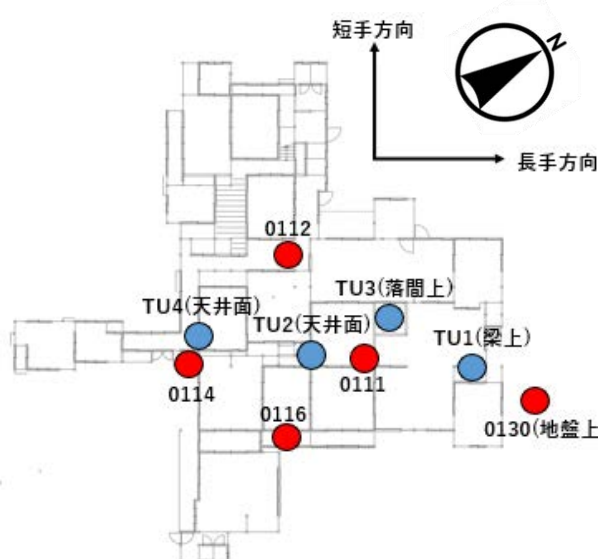 短手方向
N
長手方向
0112
TU3(落間上)
TU4(天井面)
TU2(天井面)
TU1(梁上)
0111
0114
0116
0130(地盤上